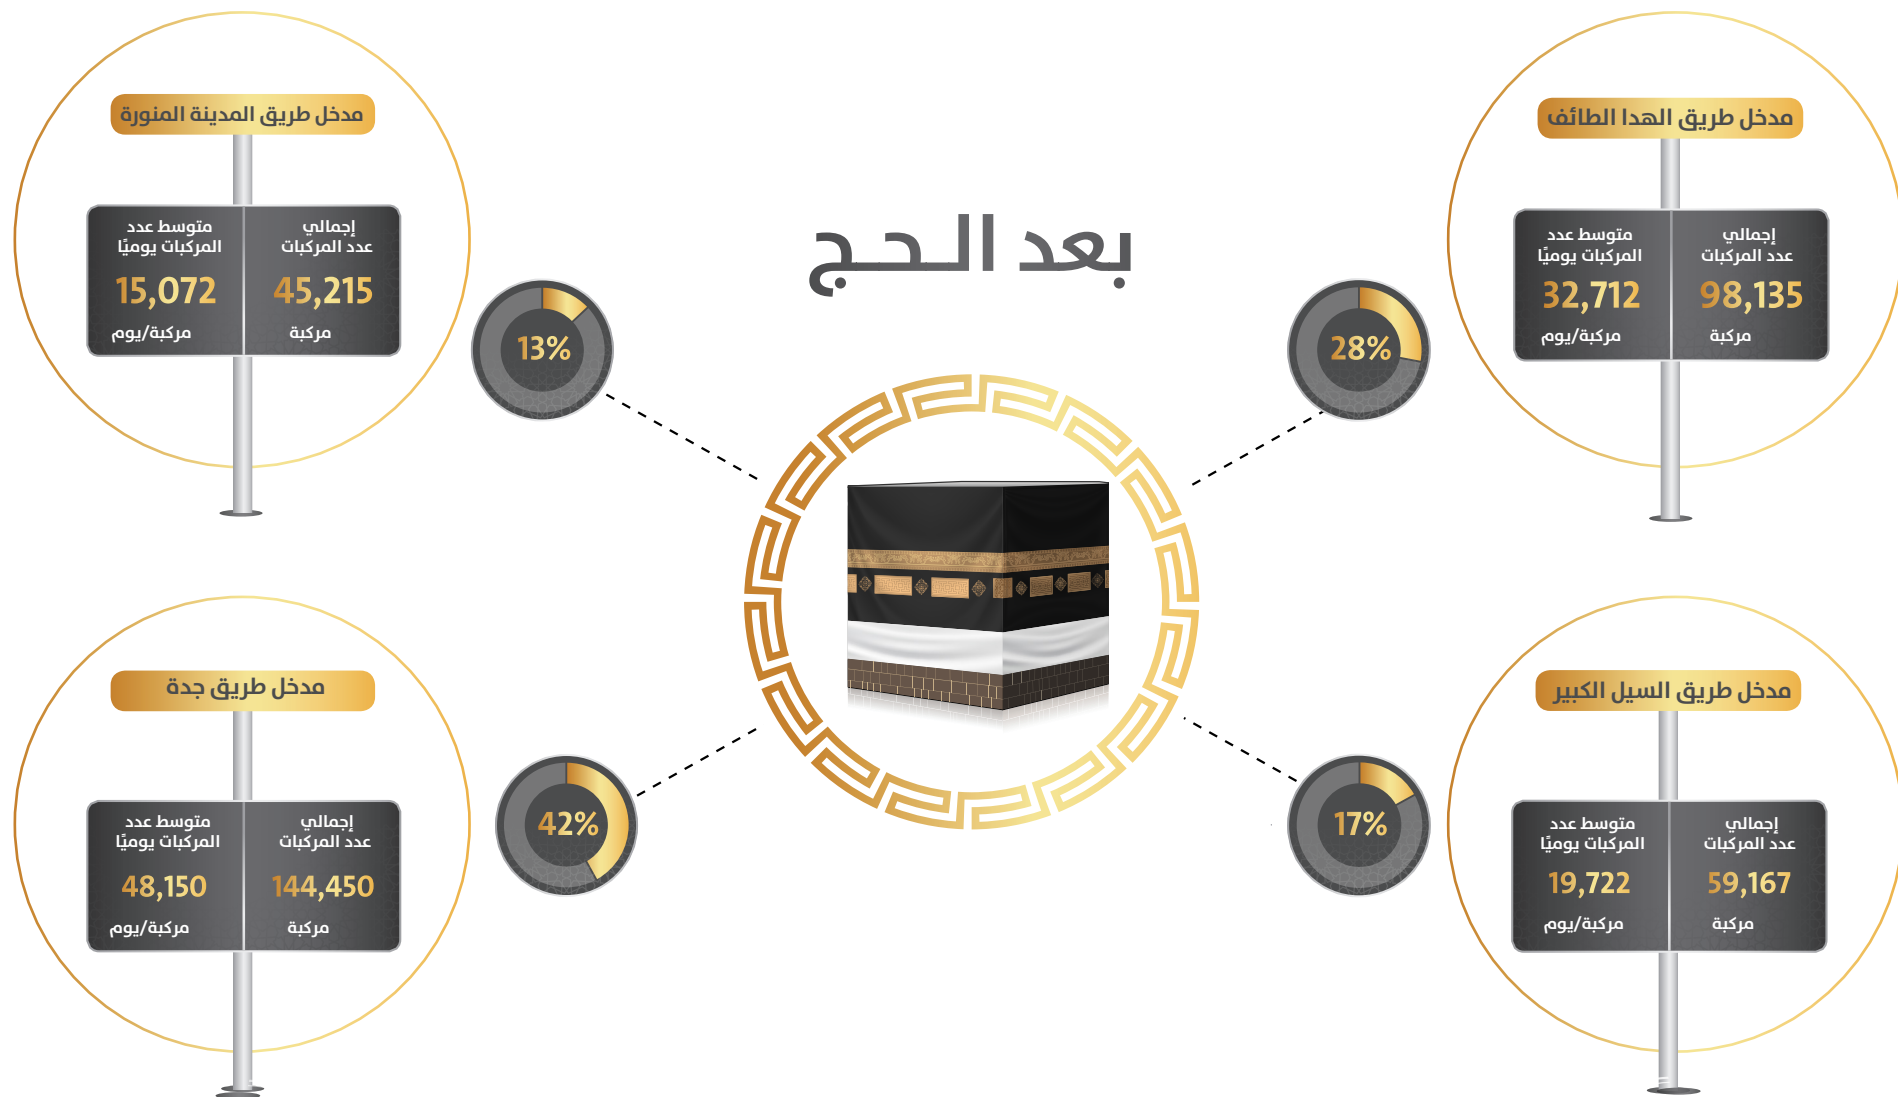 بعد الحج
مدخل طريق الهدا الطائف
إجمالي
عدد المركبات
98,135
مركبة
متوسط عدد
المركبات يوميًا
32,712
مركبة/يوم
28%
مدخل طريق المدينة المنورة
إجمالي
عدد المركبات
45,215
مركبة
متوسط عدد
المركبات يوميًا
15,072
مركبة/يوم
13%
مدخل طريق السيل الكبير
إجمالي
عدد المركبات
59,167
مركبة
متوسط عدد
المركبات يوميًا
19,722
مركبة/يوم
17%
مدخل طريق جدة
إجمالي
عدد المركبات
144,450
مركبة
متوسط عدد
المركبات يوميًا
48,150
مركبة/يوم
42%